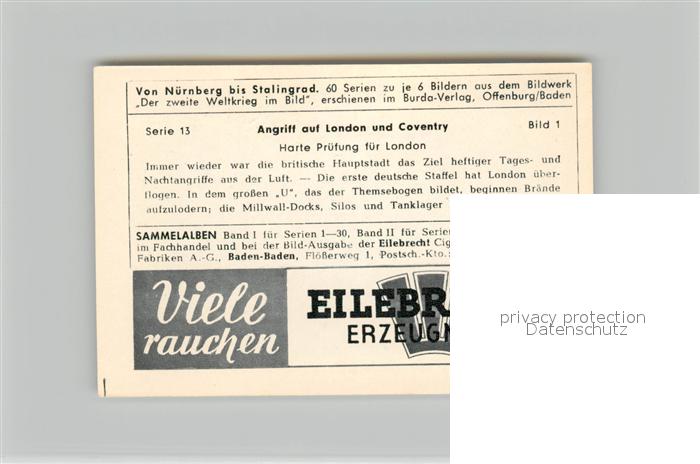 Von Nürnberg bis Stalingrad. 60 Serien zu je 6 Bildern aus dem Bildwerk
„Der zweite Weltkrieg im Bild", erschienen im Burda-Verlag, Offenburg/Baden
Serie 13 Angriff auf London und Coventry Bild 1
Harte Prüfung für London
Immer wieder war die britische Hauptstadt das Ziel heftiger Tages- und
Nachtangriffe aus der Luft. — Die erste deutsche Staffel hat London über-
flogen. In dem großen „U", das der Themsebogen bildet, beginnen Brände
aufzulodern; die Millwall-Docks, Silos und Tanklager
SAMMELALBEN Band I für Serien 1—30, Band II für Serien
im Fachhandel und bei der Bild-Ausgabe der Eilebrecht Cig
Fabriken A.-G., Baden-Baden, Flößerweg 1, Postsch.-Kto.:
Viele
rauchen
EILEBR
ERZEUGN
privacy protection
Datenschutz